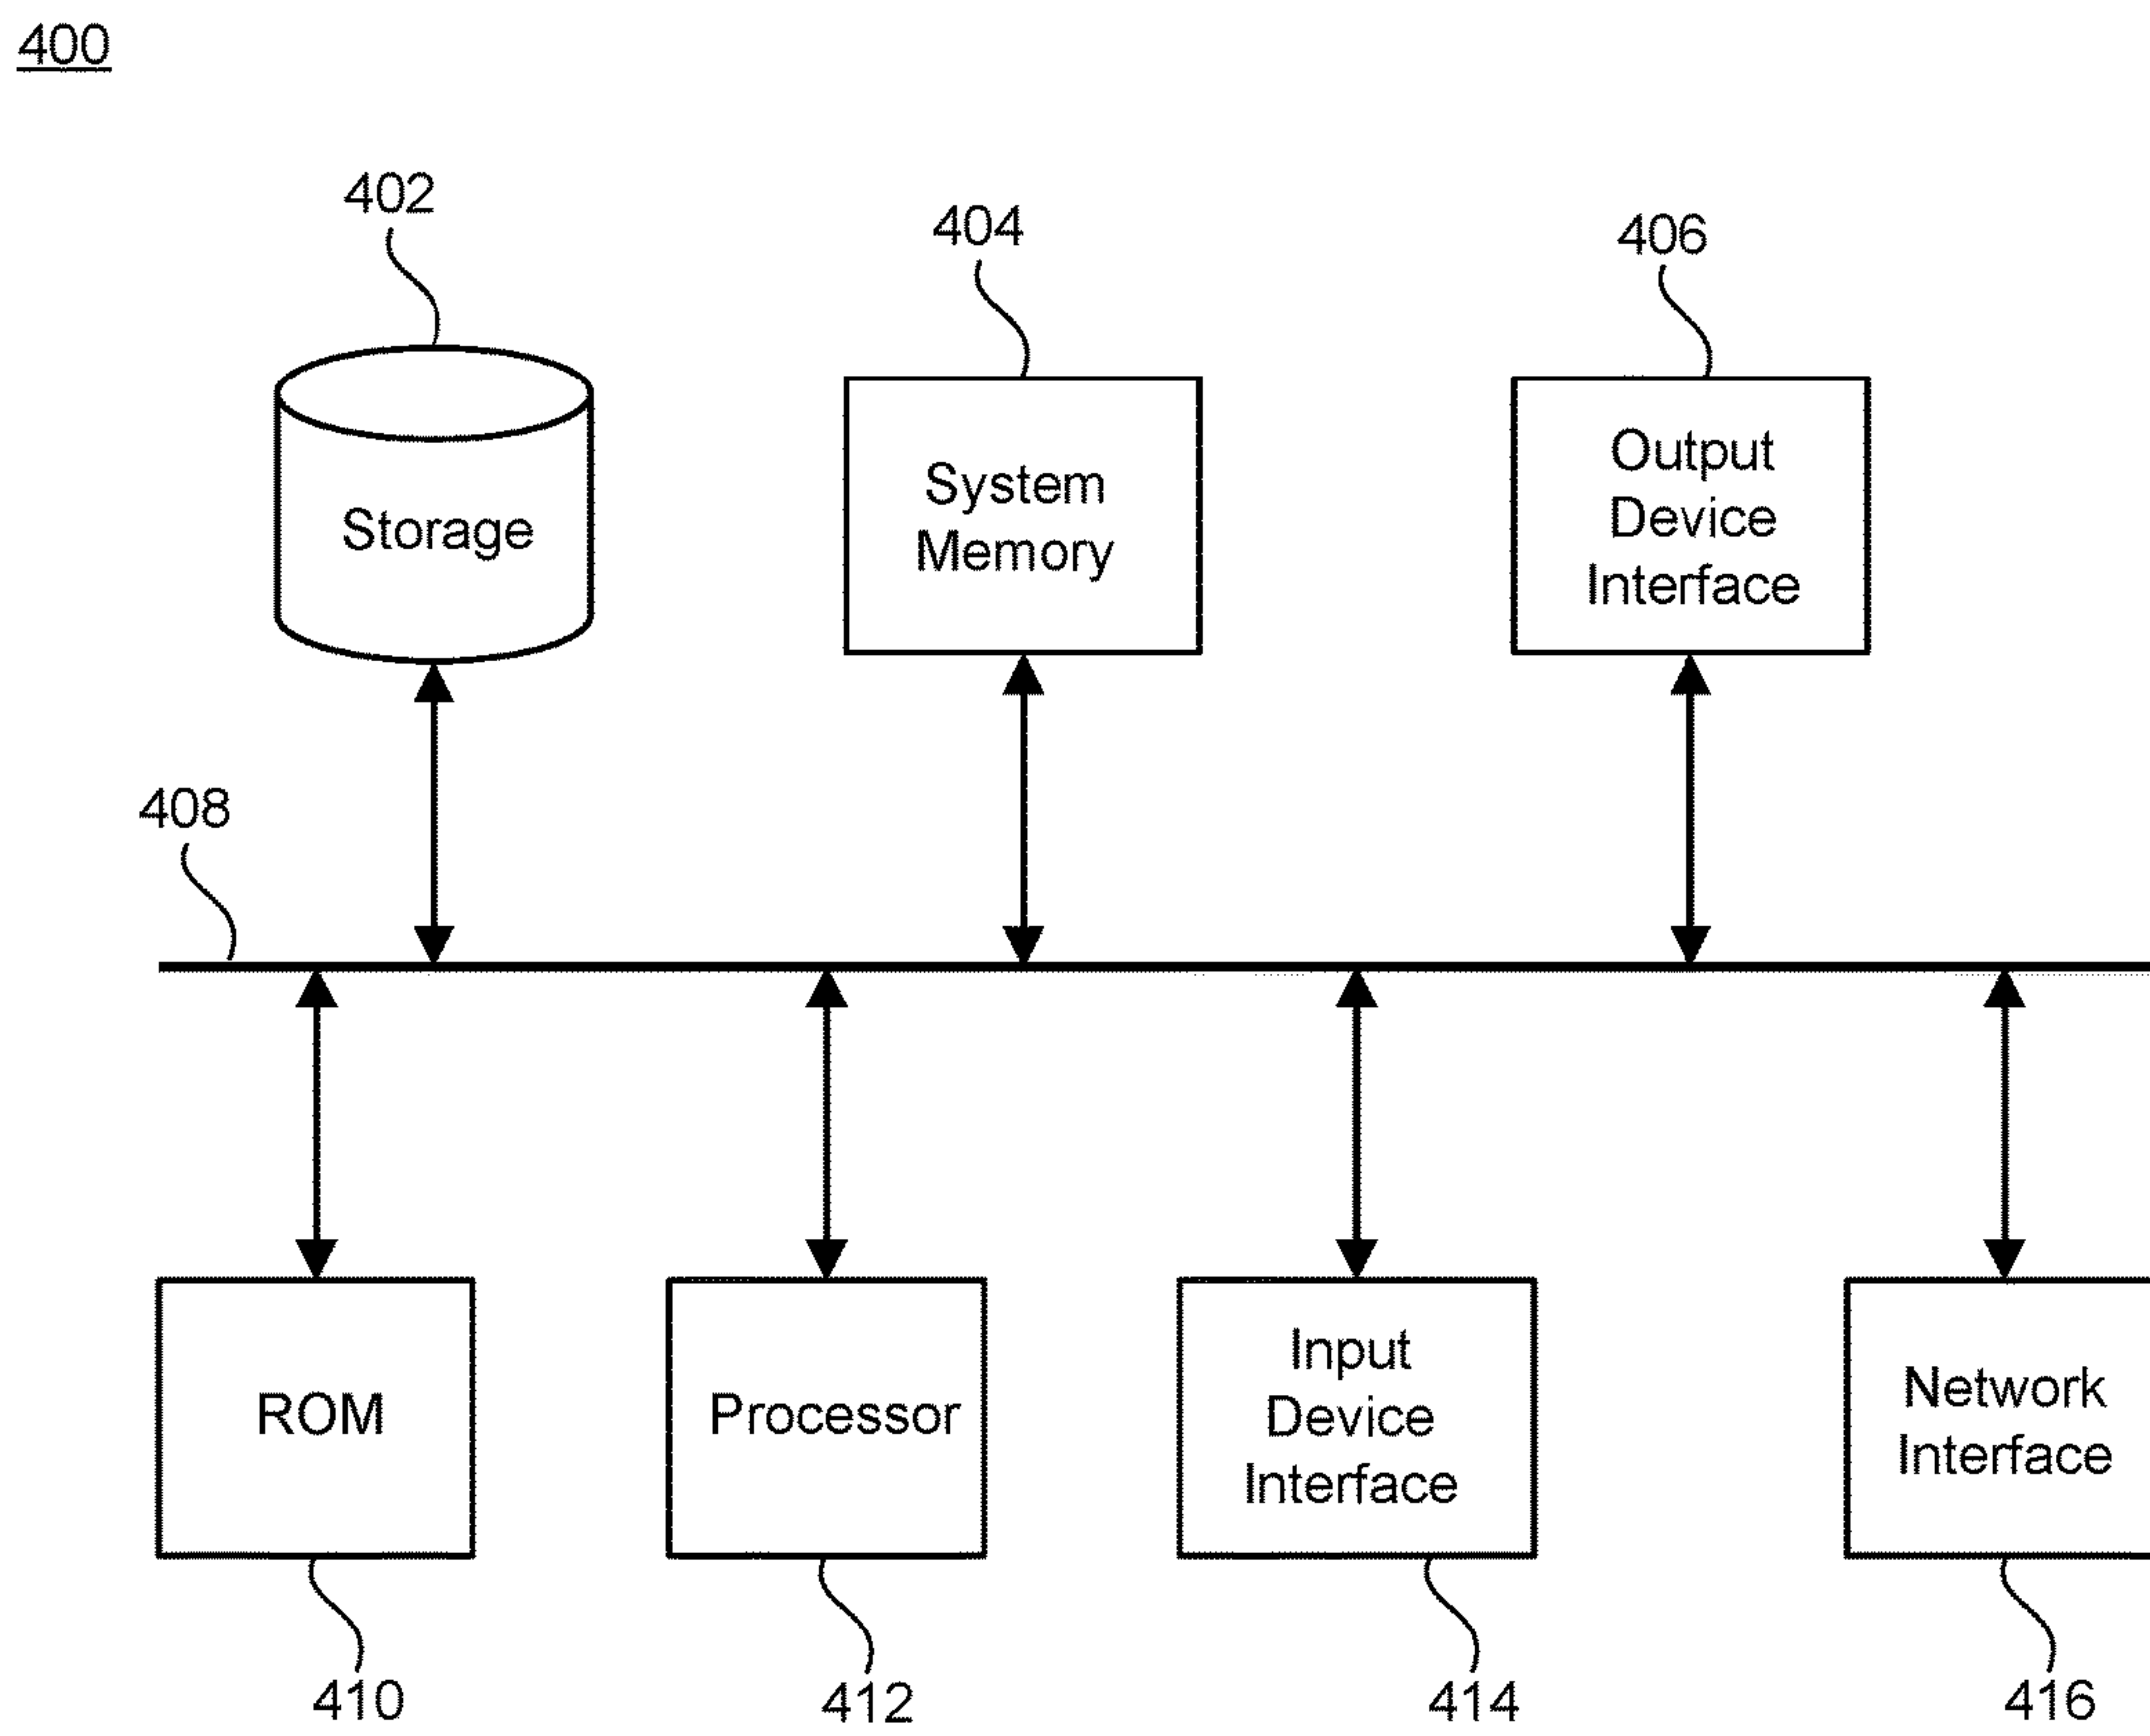 400
402
404
406
Storage
System
Memory
Output
Device
Interface
408
ROM
Processor
Input
Device
Interface
Network
Interface
410
412
414
416